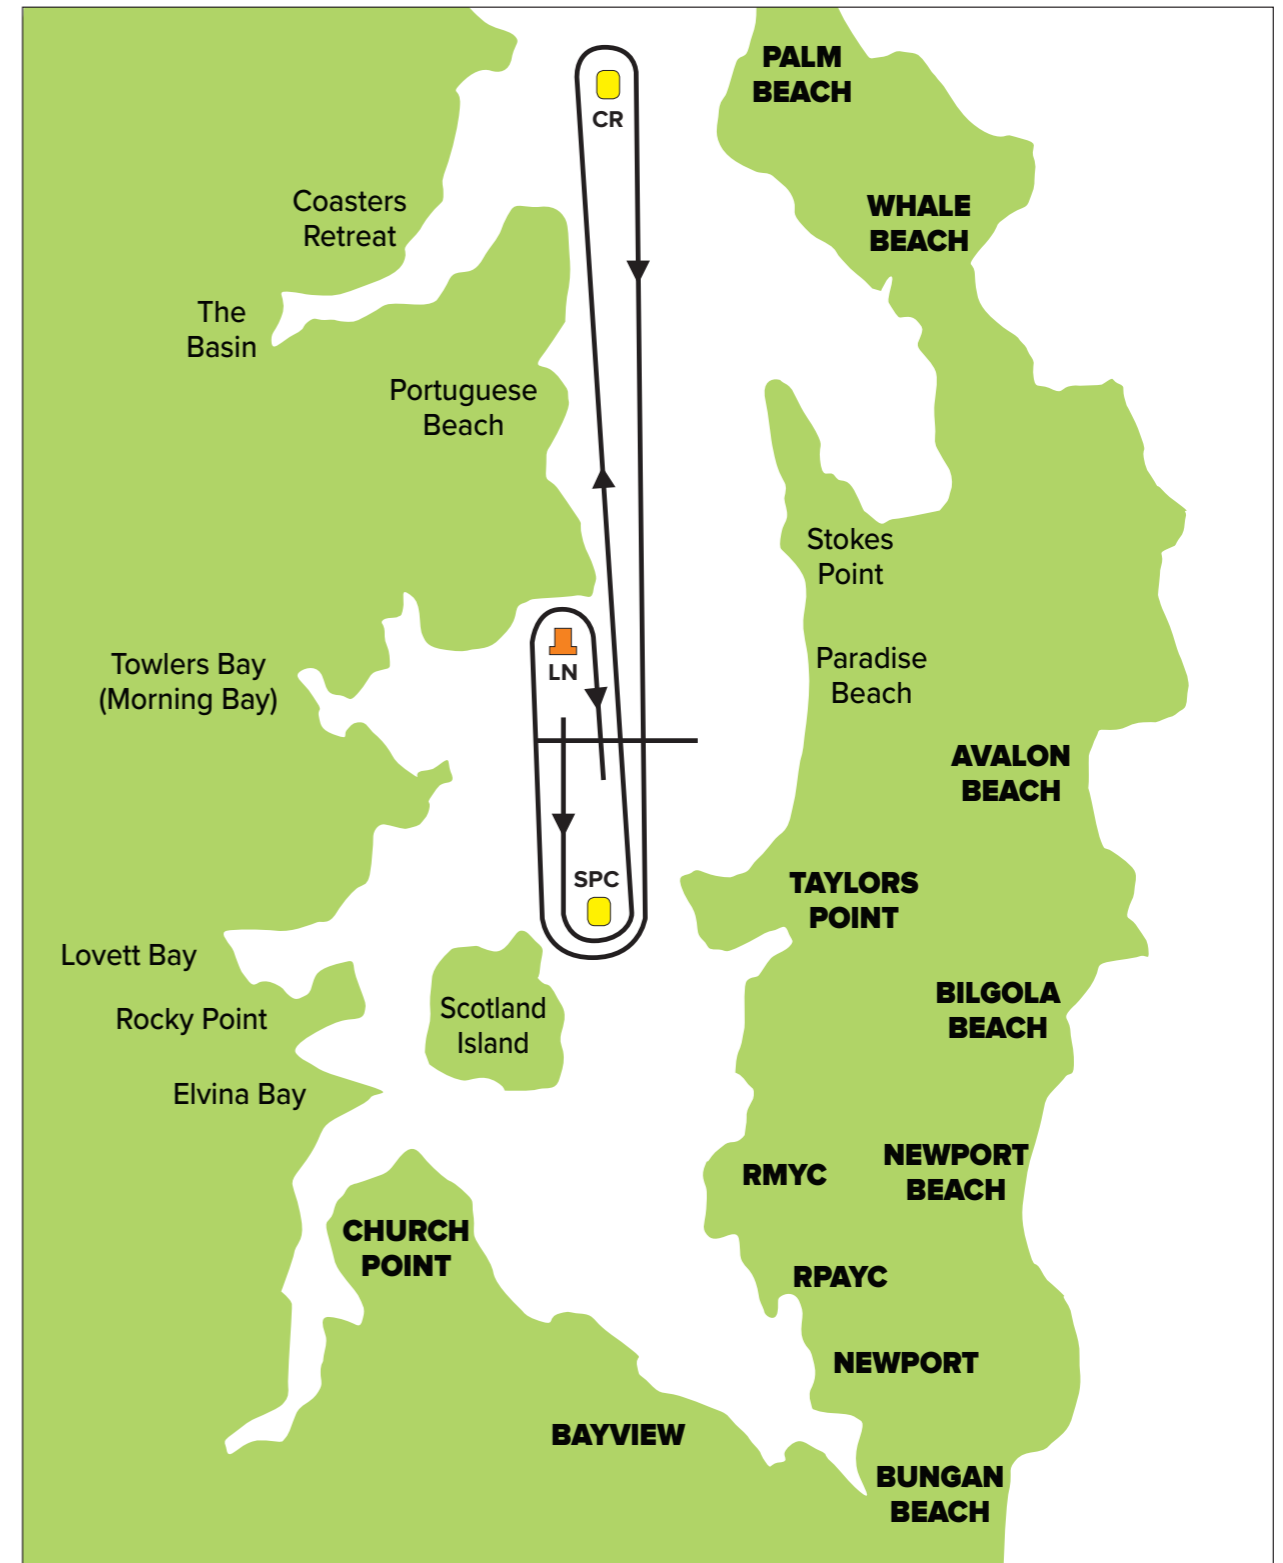 PALM
BEACH
CR
WHALE
BEACH
Coasters
Retreat
The
Basin
Portuguese
Beach
Stokes
Point
Towlers Bay
(Morning Bay)
LN
Paradise
Beach
AVALON
BEACH
SPC
TAYLORS
POINT
Lovett Bay
Rocky Point
Scotland
Island
BILGOLA
BEACH
Elvina Bay
RMYC
NEWPORT
BEACH
CHURCH
POINT
RPAYC
NEWPORT
BAYVIEW
BUNGAN
BEACH